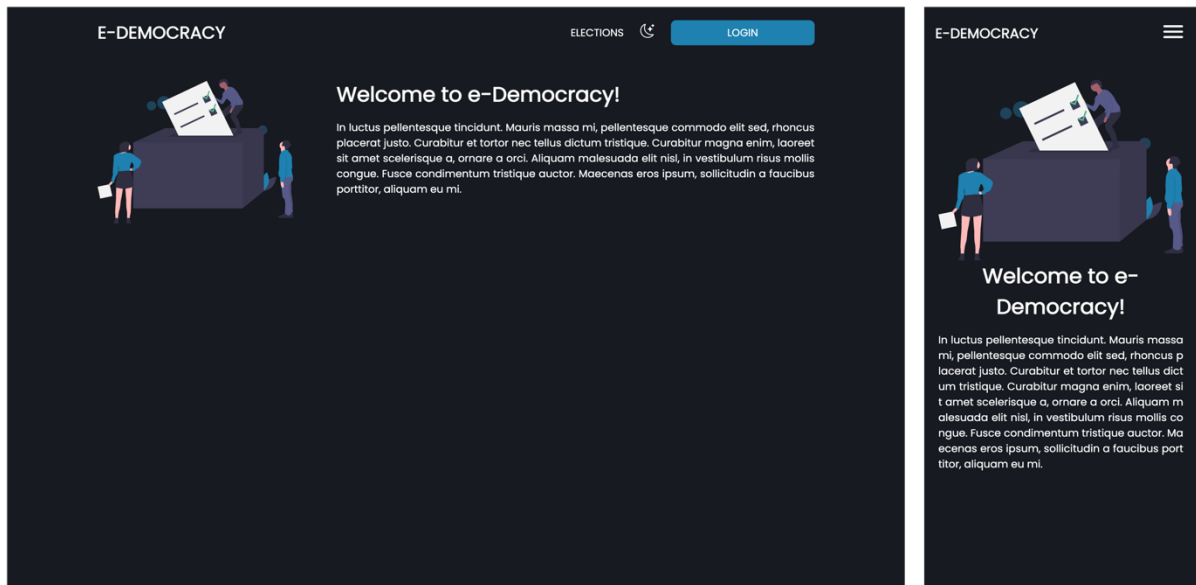 E-DEMOCRACY
ELECTIONS
LOGIN
Welcome to e-Democracy!
In luctus pellentesque tincidunt. Mauris massa mi, pellentesque commodo elit sed, rhoncus
placerat justo. Curabitur et tortor nec tellus dictum tristique. Curabitur magna enim, laoreet
sit amet scelerisque a, ornare a orci. Aliquam malesuada elit nisl, in vestibulum risus mollis
congue. Fusce condimentum tristique auctor. Maecenas eros ipsum, sollicitudin a faucibus
porttitor, aliquam eu mi.
E-DEMOCRACY
Welcome to e-
Democracy!
In luctus pellentesque tincidunt. Mauris massa
mi, pellentesque commodo elit sed, rhoncus p
lacerat justo. Curabitur et tortor nec tellus dict
um tristique. Curabitur magna enim, laoreet si
t amet scelerisque a, ornare a orci. Aliquam m
alesuada elit nisl, in vestibulum risus mollis co
ngue. Fusce condimentum tristique auctor. Ma
ecenas eros ipsum, sollicitudin a faucibus port
titor, aliquam eu mi.